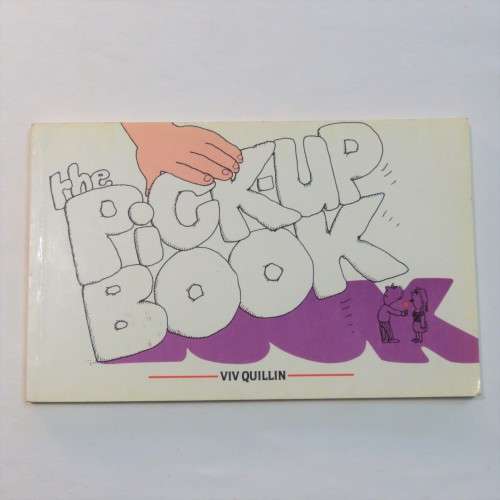 the
PiCK-UP
BOOK
VIV QUILLIN